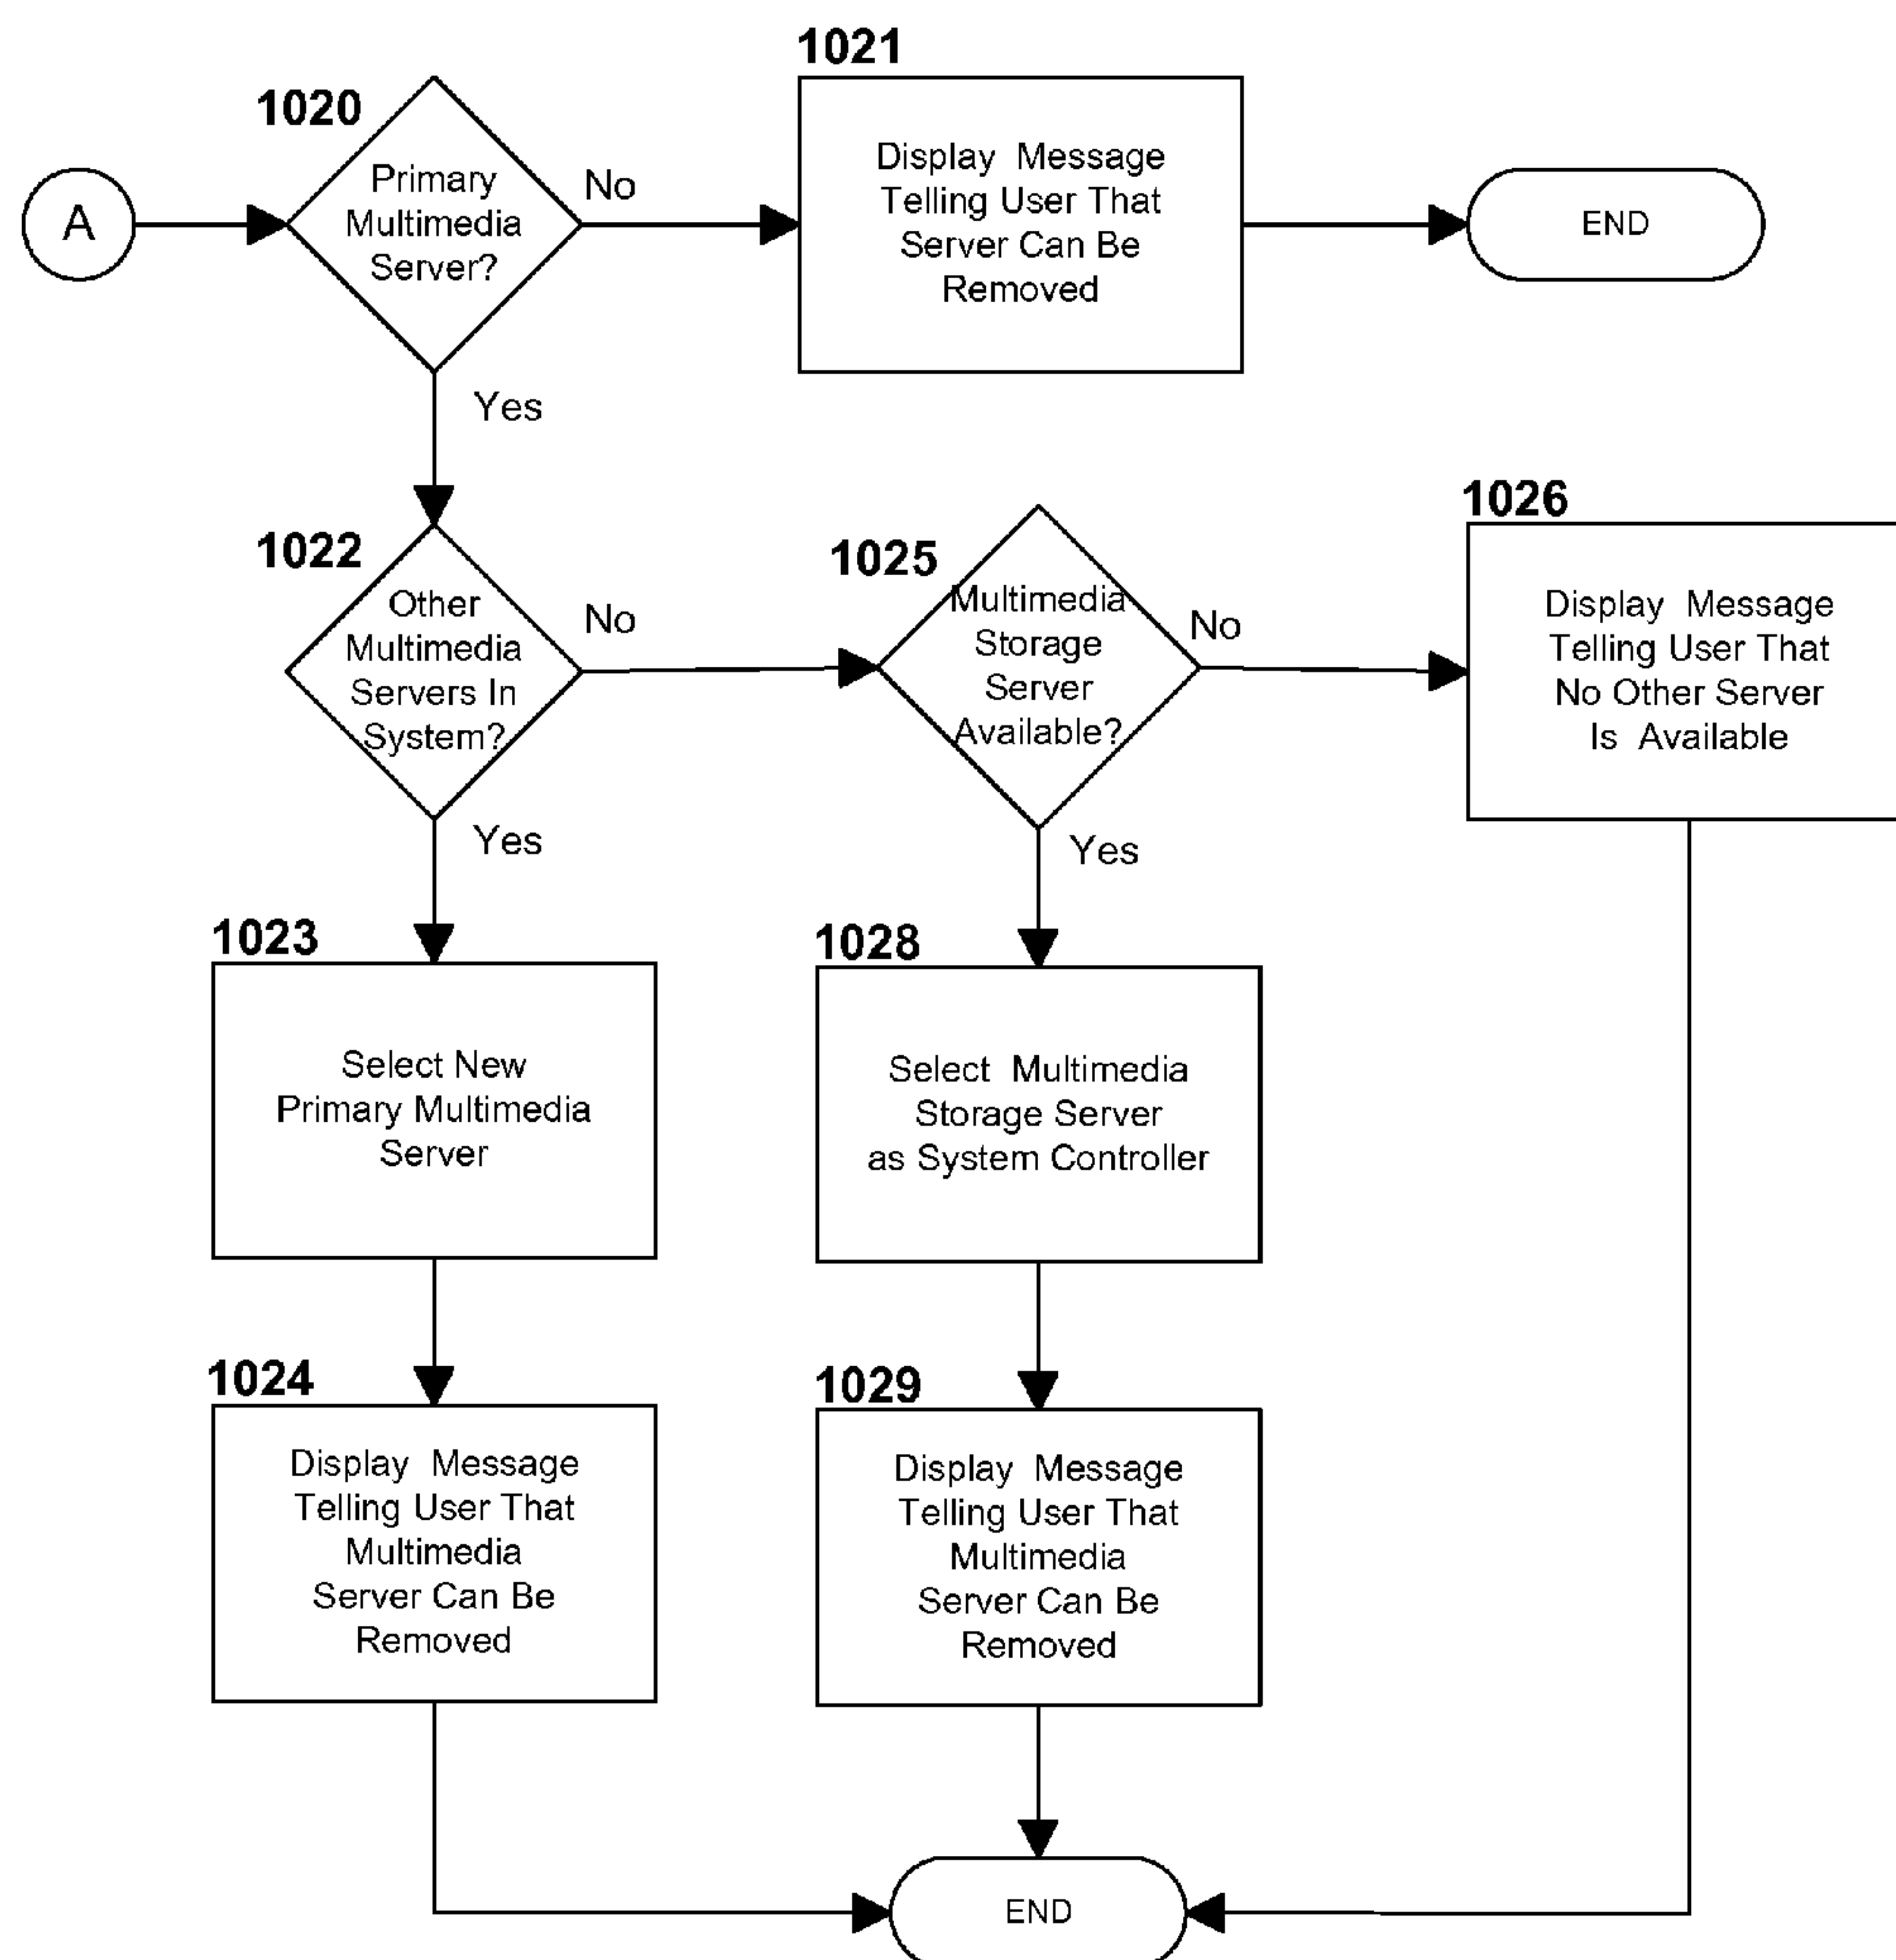 1021
1020
Primary
Multimedia
Server?
No
Display Message
Telling User That
Server Can Be
Removed
A
END
Yes
1022
Other
Multimedia
Servers In
System?
No
1025
Multimedia
Storage
Server
Available?
No
1026
Display Message
Telling User That
No Other Server
Is Available
Yes
Yes
1023
Select New
Primary Multimedia
Server
1028
Select Multimedia
Storage Server
as System Controller
1024
Display Message
Telling User That
Multimedia
Server Can Be
Removed
1029
Display Message
Telling User That
Multimedia
Server Can Be
Removed
END